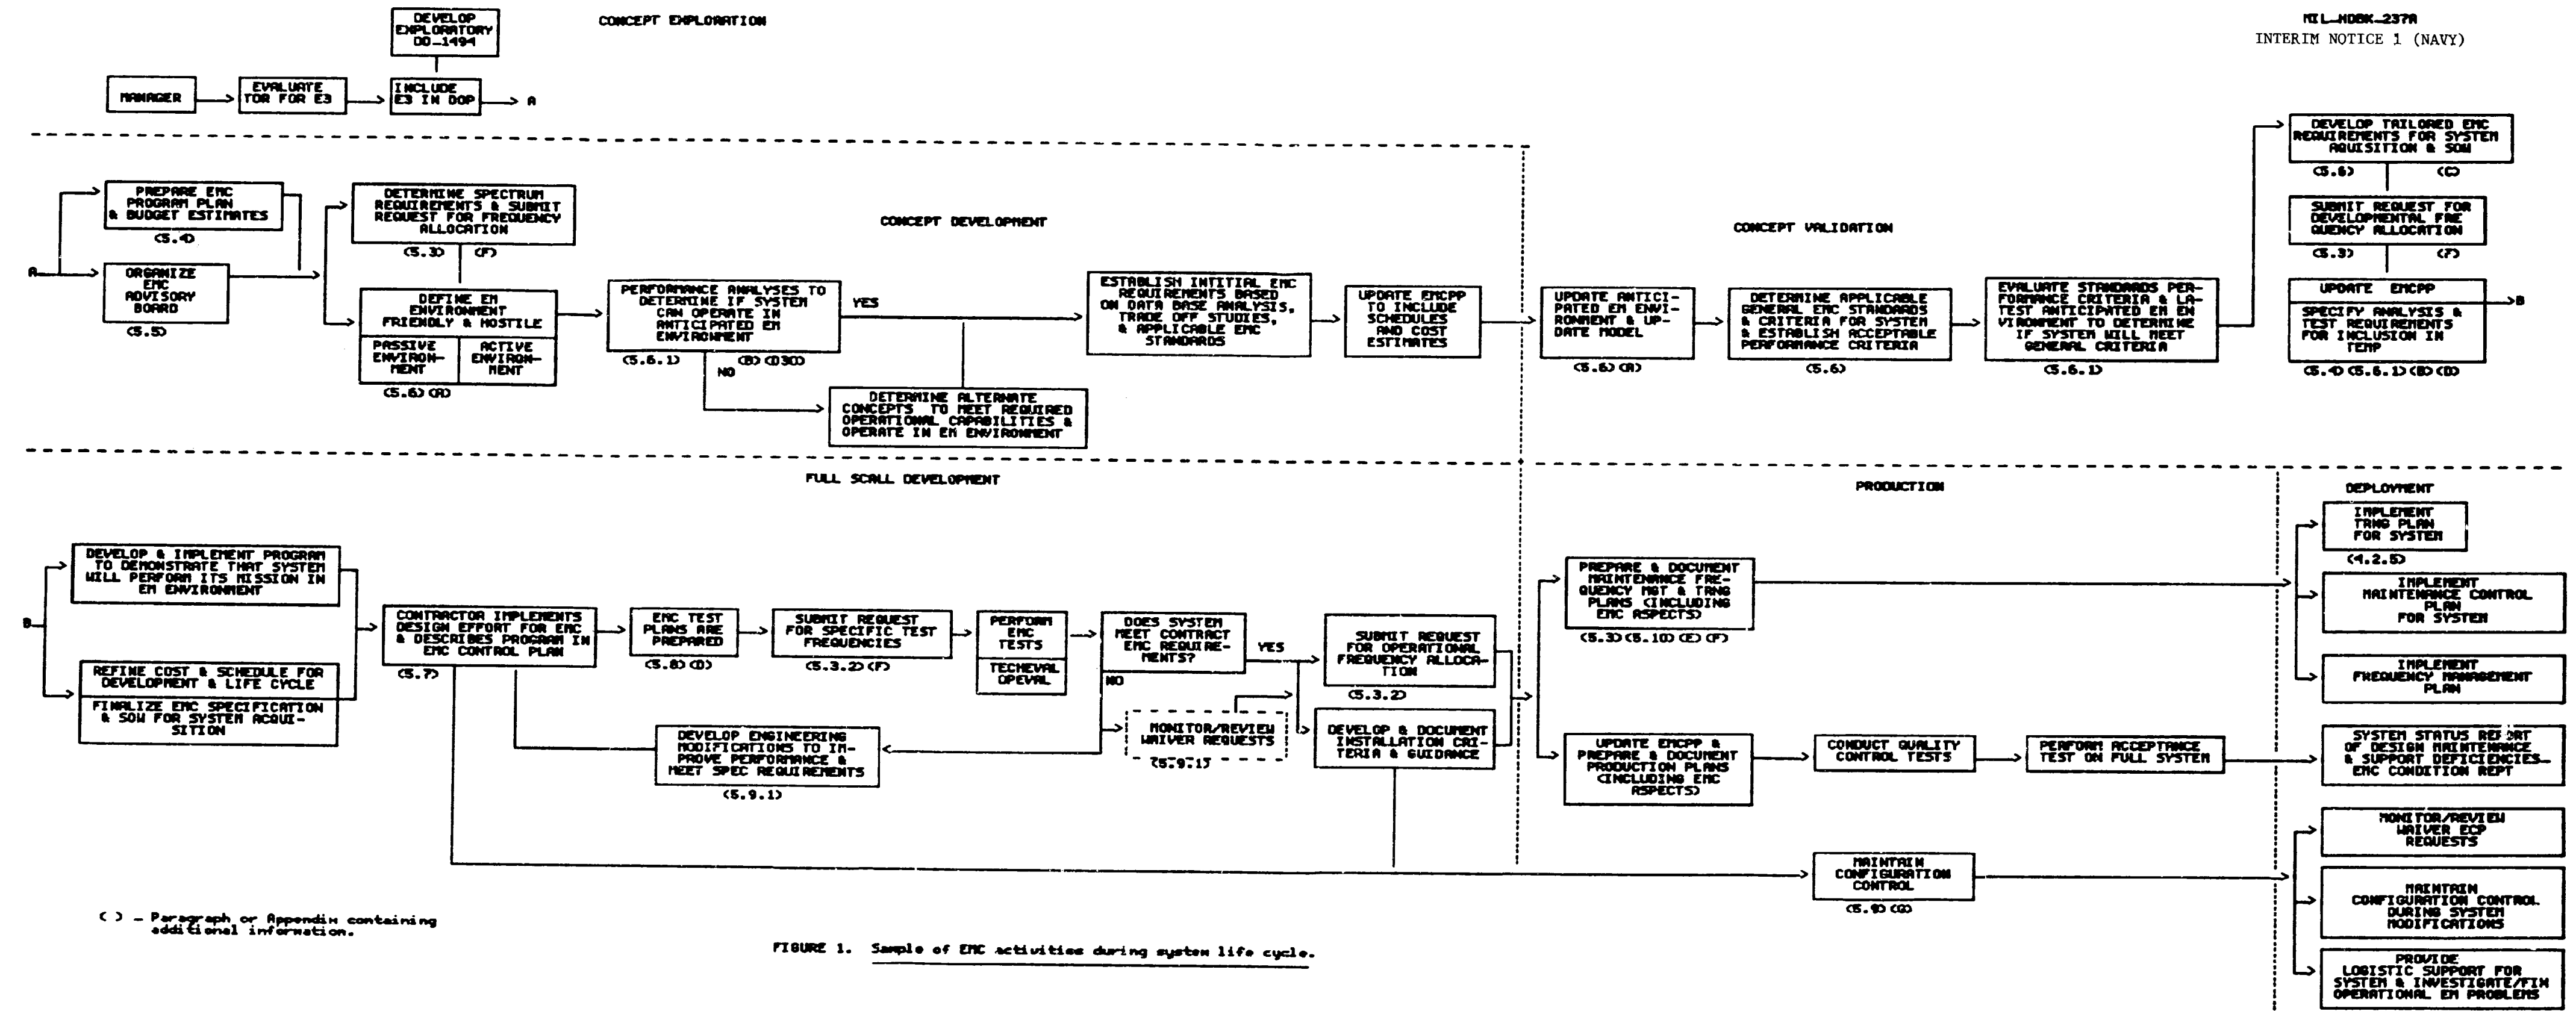 MIL-HDBK-237A
INTERIM NOTICE 1 (NAVY)
CONCEPT EXPLORATION
DEVELOP
EXPLORATORY
DD-1494
MANAGER
EVALUATE
TOR FOR E3
INCLUDE
E3 IN DOP
A
A
PREPARE EMC
PROGRAM PLAN
& BUDGET ESTIMATES
(5.4)
ORGANIZE
EMC
ADVISORY
BOARD
(5.5)
DETERMINE SPECTRUM
REQUIREMENTS & SUBMIT
REQUEST FOR FREQUENCY
ALLOCATION
(5.3) (F)
DEFINE EM
ENVIRONMENT
FRIENDLY & HOSTILE
PASSIVE
ENVIRON-
MENT
ACTIVE
ENVIRON-
MENT
(5.6) (A)
CONCEPT DEVELOPMENT
PERFORMANCE ANALYSES TO
DETERMINE IF SYSTEM
CAN OPERATE IN
ANTICIPATED EM
ENVIRONMENT
(5.6.1) (B) (D30)
YES
NO
DETERMINE ALTERNATE
CONCEPTS TO MEET REQUIRED
OPERATIONAL CAPABILITIES &
OPERATE IN EM ENVIRONMENT
ESTABLISH INTITIAL EMC
REQUIREMENTS BASED
ON DATA BASE ANALYSIS,
TRADE OFF STUDIES,
& APPLICABLE EMC
STANDARDS
UPDATE EMCPP
TO INCLUDE
SCHEDULES
AND COST
ESTIMATES
CONCEPT VALIDATION
UPDATE ANTICI-
PATED EM ENVI-
RONMENT & UP-
DATE MODEL
(5.6) (A)
DETERMINE APPLICABLE
GENERAL EMC STANDARDS
& CRITERIA FOR SYSTEM
& ESTABLISH ACCEPTABLE
PERFORMANCE CRITERIA
(5.6)
EVALUATE STANDARDS PER-
FORMANCE CRITERIA & LA-
TEST ANTICIPATED EM EN
VIRONMENT TO DETERMINE
IF SYSTEM WILL MEET
GENERAL CRITERIA
(5.6.1)
DEVELOP TAILORED EMC
REQUIREMENTS FOR SYSTEM
AQUISITION & SOW
(5.6) (C)
SUBMIT REQUEST FOR
DEVELOPMENTAL FRE
QUENCY ALLOCATION
(5.3) (7)
UPDATE EMCPP
SPECIFY ANALYSIS &
TEST REQUIREMENTS
FOR INCLUSION IN
TEMP
(5.4) (5.6.1) (B) (D)
B
FULL SCALL DEVELOPMENT
B
DEVELOP & IMPLEMENT PROGRAM
TO DEMONSTRATE THAT SYSTEM
WILL PERFORM ITS MISSION IN
EM ENVIRONMENT
REFINE COST & SCHEDULE FOR
DEVELOPMENT & LIFE CYCLE
FINALIZE EMC SPECIFICATION
& SOW FOR SYSTEM ACQUI-
SITION
CONTRACTOR IMPLEMENTS
DESIGN EFFORT FOR EMC
& DESCRIBES PROGRAM IN
EMC CONTROL PLAN
(5.7)
EMC TEST
PLANS ARE
PREPARED
(5.8) (D)
SUBMIT REQUEST
FOR SPECIFIC TEST
FREQUENCIES
(5.3.2) (F)
PERFORM
EMC
TESTS
TECHEVAL
OPEVAL
DOES SYSTEM
MEET CONTRACT
EMC REQUIRE-
MENTS?
YES
NO
MONITOR/REVIEW
WAIVER REQUESTS
(5.9.1)
DEVELOP ENGINEERING
MODIFICATIONS TO IM-
PROVE PERFORMANCE &
MEET SPEC REQUIREMENTS
(5.9.1)
SUBMIT REQUEST
FOR OPERATIONAL
FREQUENCY ALLOCA-
TION
(5.3.2)
DEVELOP & DOCUMENT
INSTALLATION CRI-
TERIA & GUIDANCE
PRODUCTION
PREPARE & DOCUMENT
MAINTENANCE FRE-
QUENCY MGT & TRNG
PLANS (INCLUDING
EMC ASPECTS)
(5.3) (5.10) (E) (F)
UPDATE EMCPP &
PREPARE & DOCUMENT
PRODUCTION PLANS
(INCLUDING EMC
ASPECTS)
CONDUCT QUALITY
CONTROL TESTS
PERFORM ACCEPTANCE
TEST ON FULL SYSTEM
MAINTAIN
CONFIGURATION
CONTROL
(5.9) (G)
DEPLOYMENT
IMPLEMENT
TRNG PLAN
FOR SYSTEM
(4.2.5)
IMPLEMENT
MAINTENANCE CONTROL
PLAN
FOR SYSTEM
IMPLEMENT
FREQUENCY MANAGEMENT
PLAN
SYSTEM STATUS REPORT
OF DESIGN MAINTENANCE
& SUPPORT DEFICIENCIES-
EMC CONDITION REPT
MONITOR/REVIEW
WAIVER ECP
REQUESTS
MAINTAIN
CONFIGURATION CONTROL
DURING SYSTEM
MODIFICATIONS
PROVIDE
LOGISTIC SUPPORT FOR
SYSTEM & INVESTIGATE/FIX
OPERATIONAL EM PROBLEMS
( ) - Paragraph or Appendix containing
additional information.
FIGURE 1. Sample of EMC activities during system life cycle.